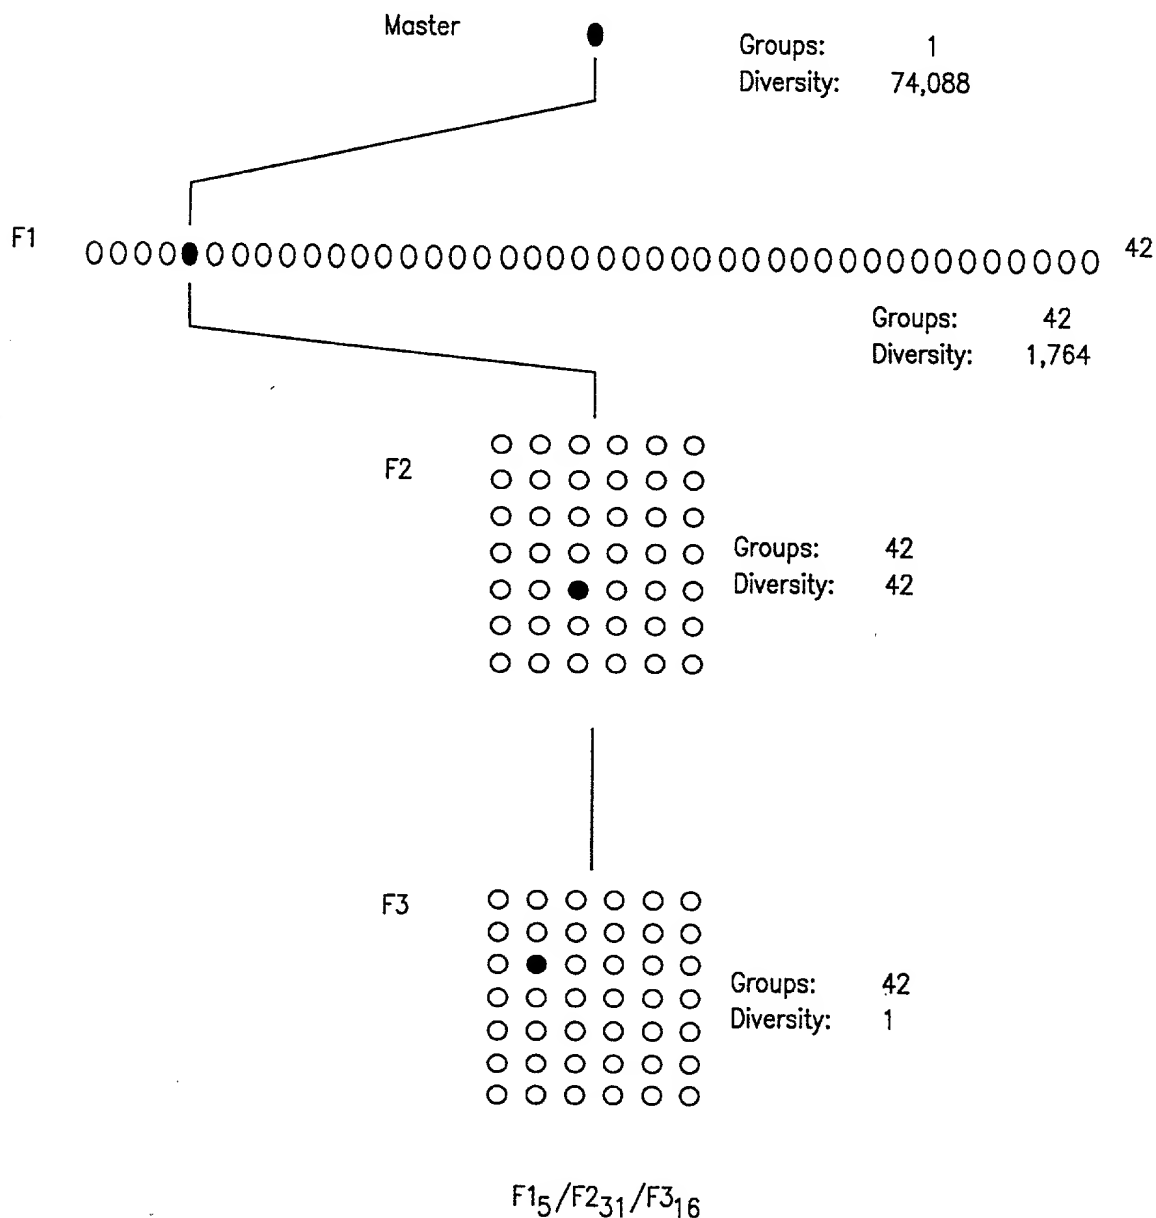 Master
Groups: 1
Diversity: 74,088
F1
42
Groups: 42
Diversity: 1,764
F2
Groups: 42
Diversity: 42
F3
Groups: 42
Diversity: 1
F1₅/F2₃₁/F3₁₆